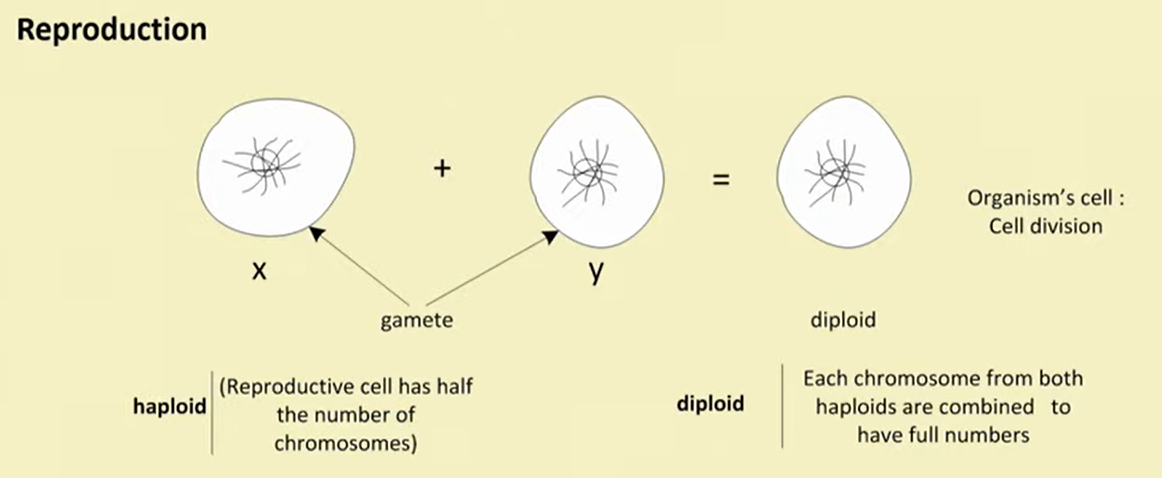 Reproduction
+
=
Organism's cell :
Cell division
x
y
gamete
diploid
haploid
(Reproductive cell has half
the number of
chromosomes)
diploid
Each chromosome from both
haploids are combined to
have full numbers